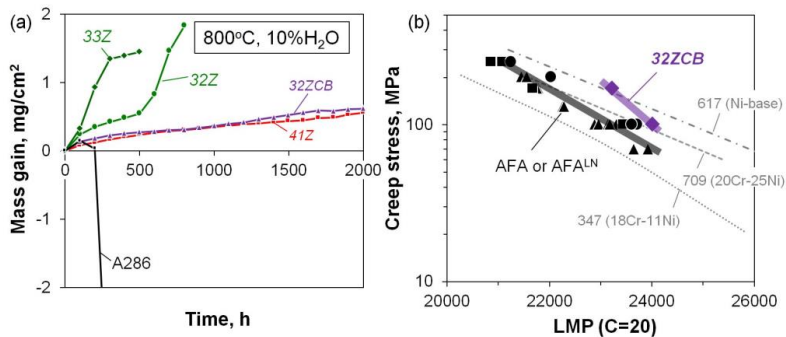 (a)
Mass gain, mg/cm²
2
1
0
-1
-2
33Z
800°C, 10%H₂O
32Z
32ZCB
41Z
A286
0
500
1000
1500
2000
Time, h
(b)
Creep stress, MPa
100
10
32ZCB
617 (Ni-base)
AFA or AFAᴸᴺ
709 (20Cr-25Ni)
347 (18Cr-11Ni)
20000
22000
24000
26000
LMP (C=20)